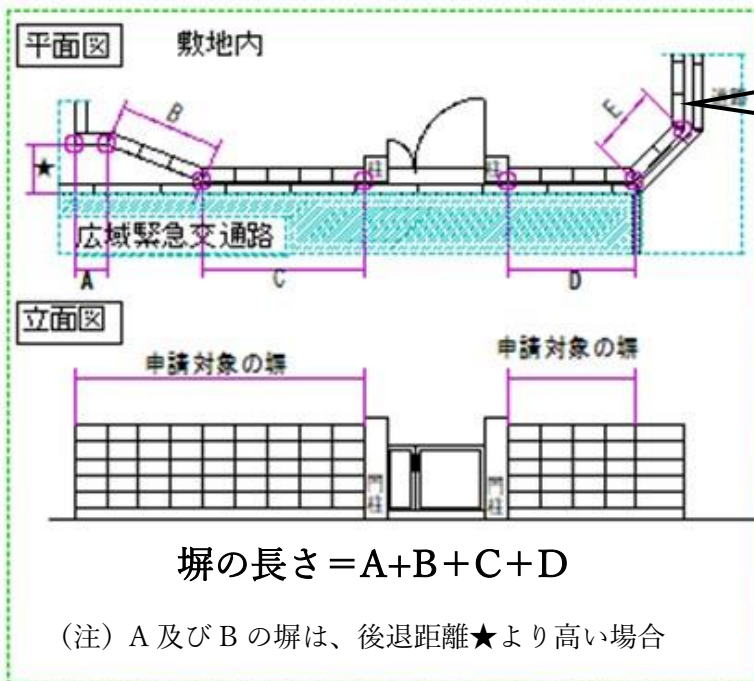 平面図 敷地内
B
E
★
柱 柱
広域緊急交通路
A C D
立面図
申請対象の塀 申請対象の塀
門柱 門柱
塀の長さ＝A+B＋C＋D
（注）A 及び B の塀は、後退距離★より高い場合